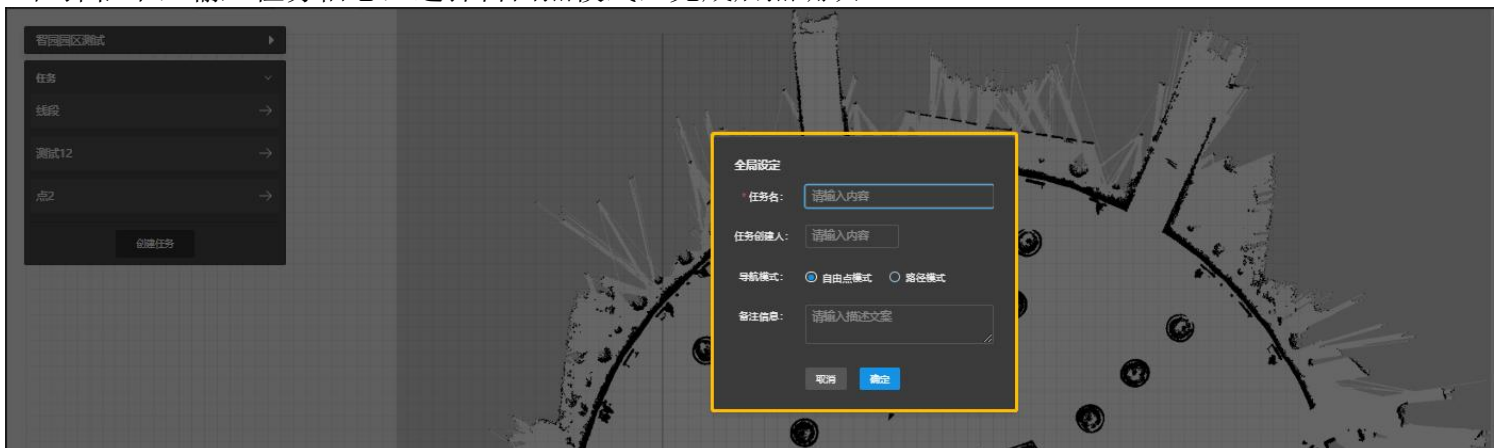 智园园区测试
任务
线段
测试12
点2
创建任务
全局设定
*任务名: 请输入内容
任务创建人: 请输入内容
导航模式: 自由点模式 路径模式
备注信息: 请输入描述文案
取消 确定